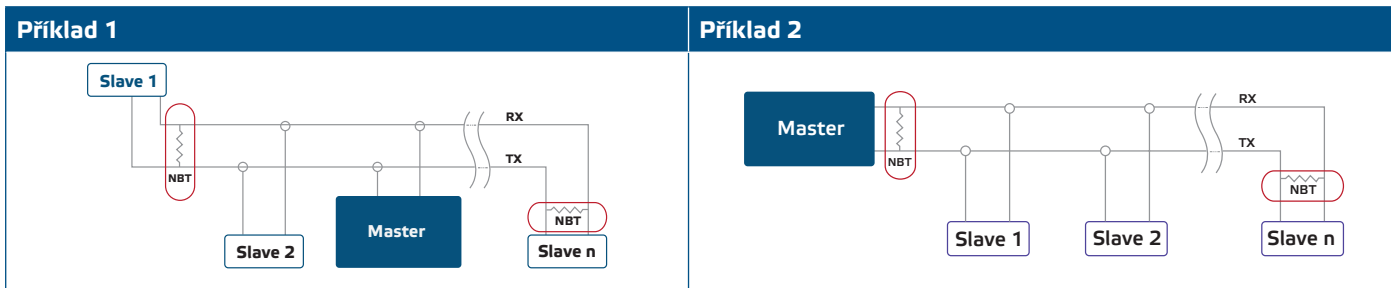 Příklad 1
Slave 1
RX
TX
NBT
NBT
Master
Slave 2
Slave n
Příklad 2
Master
RX
TX
NBT
NBT
Slave 1
Slave 2
Slave n